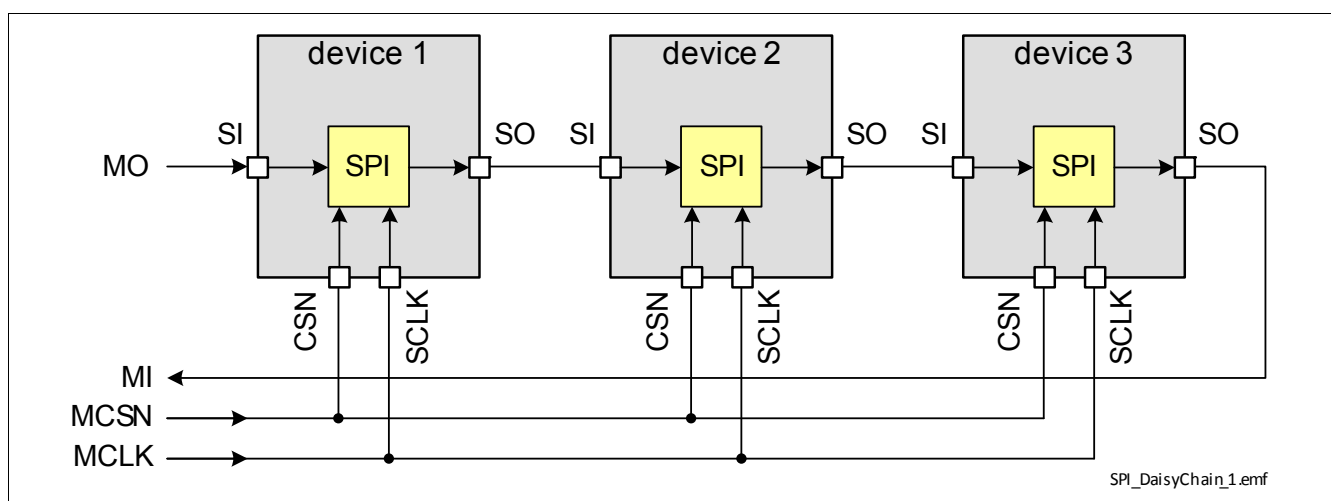 device 1
device 2
device 3
SI
SO
SI
SO
SI
SO
MO
SPI
SPI
SPI
CSN
SCLK
CSN
SCLK
CSN
SCLK
MI
MCSN
MCLK
SPI_DaisyChain_1.emf